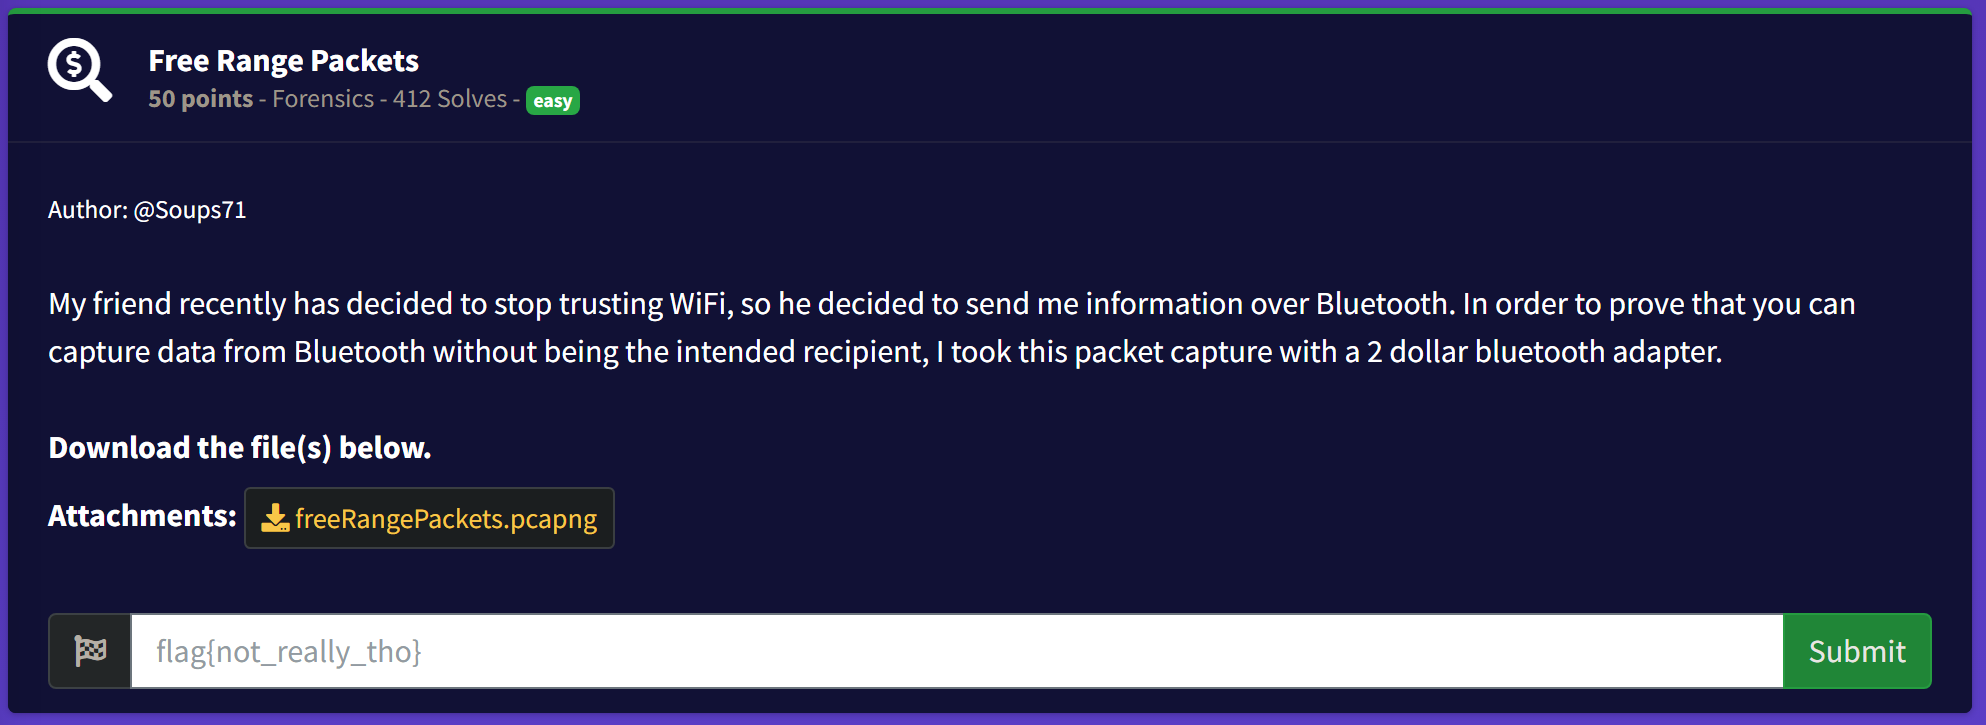 $
Free Range Packets
50 points - Forensics - 412 Solves - easy
Author: @Soups71
My friend recently has decided to stop trusting WiFi, so he decided to send me information over Bluetooth. In order to prove that you can
capture data from Bluetooth without being the intended recipient, I took this packet capture with a 2 dollar bluetooth adapter.
Download the file(s) below.
Attachments: freeRangePackets.pcapng
flag{not_really_tho} Submit